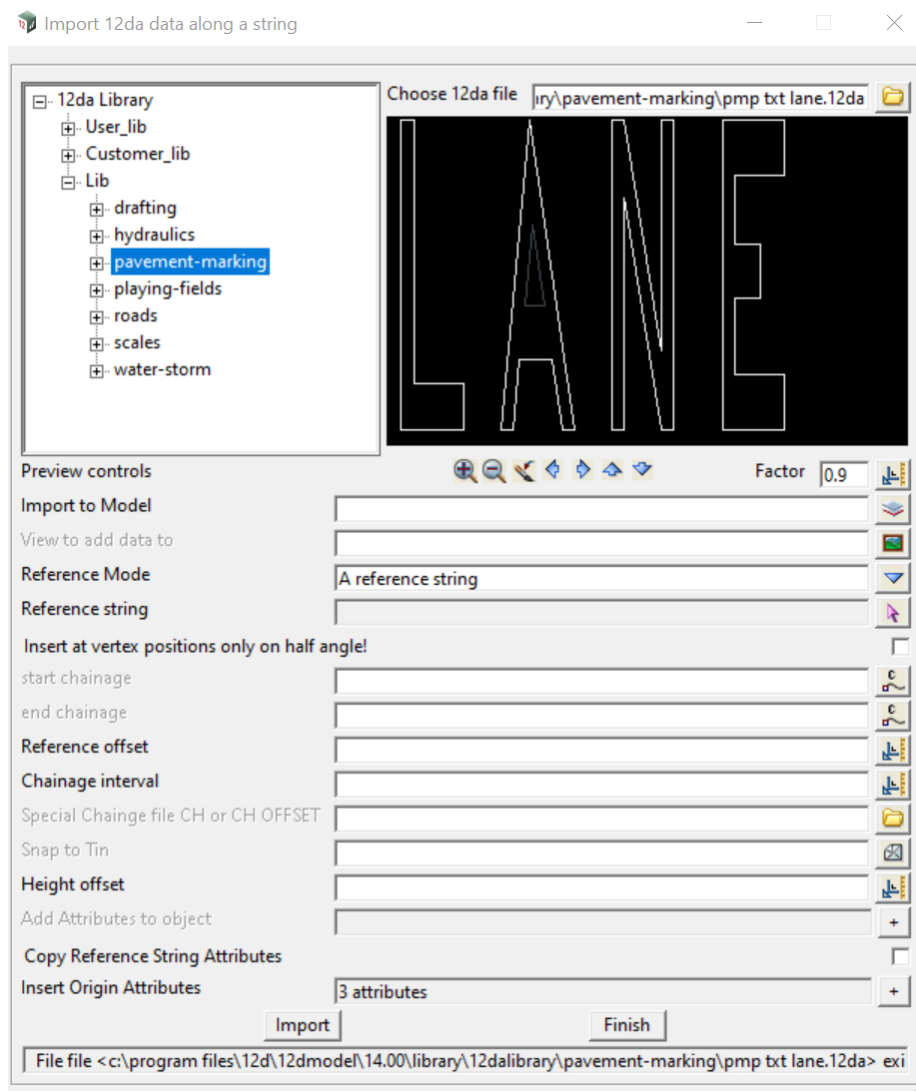 Import 12da data along a string
12da Library
User_lib
Customer_lib
Lib
drafting
hydraulics
pavement-marking
playing-fields
roads
scales
water-storm
Choose 12da file
ıry\pavement-marking\pmp txt lane.12da
LANE
Preview controls
Factor 0.9
Import to Model
View to add data to
Reference Mode A reference string
Reference string
Insert at vertex positions only on half angle!
start chainage
end chainage
Reference offset
Chainage interval
Special Chainge file CH or CH OFFSET
Snap to Tin
Height offset
Add Attributes to object +
Copy Reference String Attributes
Insert Origin Attributes 3 attributes +
Import Finish
File file <c:\program files\12d\12dmodel\14.00\library\12dalibrary\pavement-marking\pmp txt lane.12da> exi